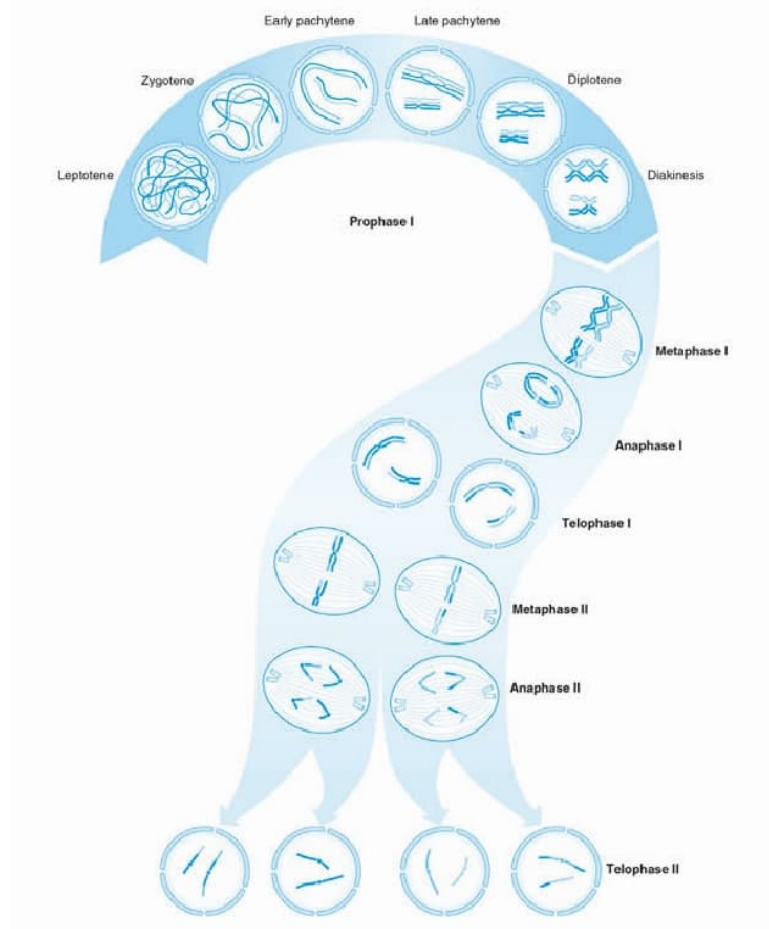 Early pachytene
Late pachytene
Zygotene
Diplotene
Leptotene
Diakinesis
Prophase I
Metaphase I
Anaphase I
Telophase I
Metaphase II
Anaphase II
Telophase II